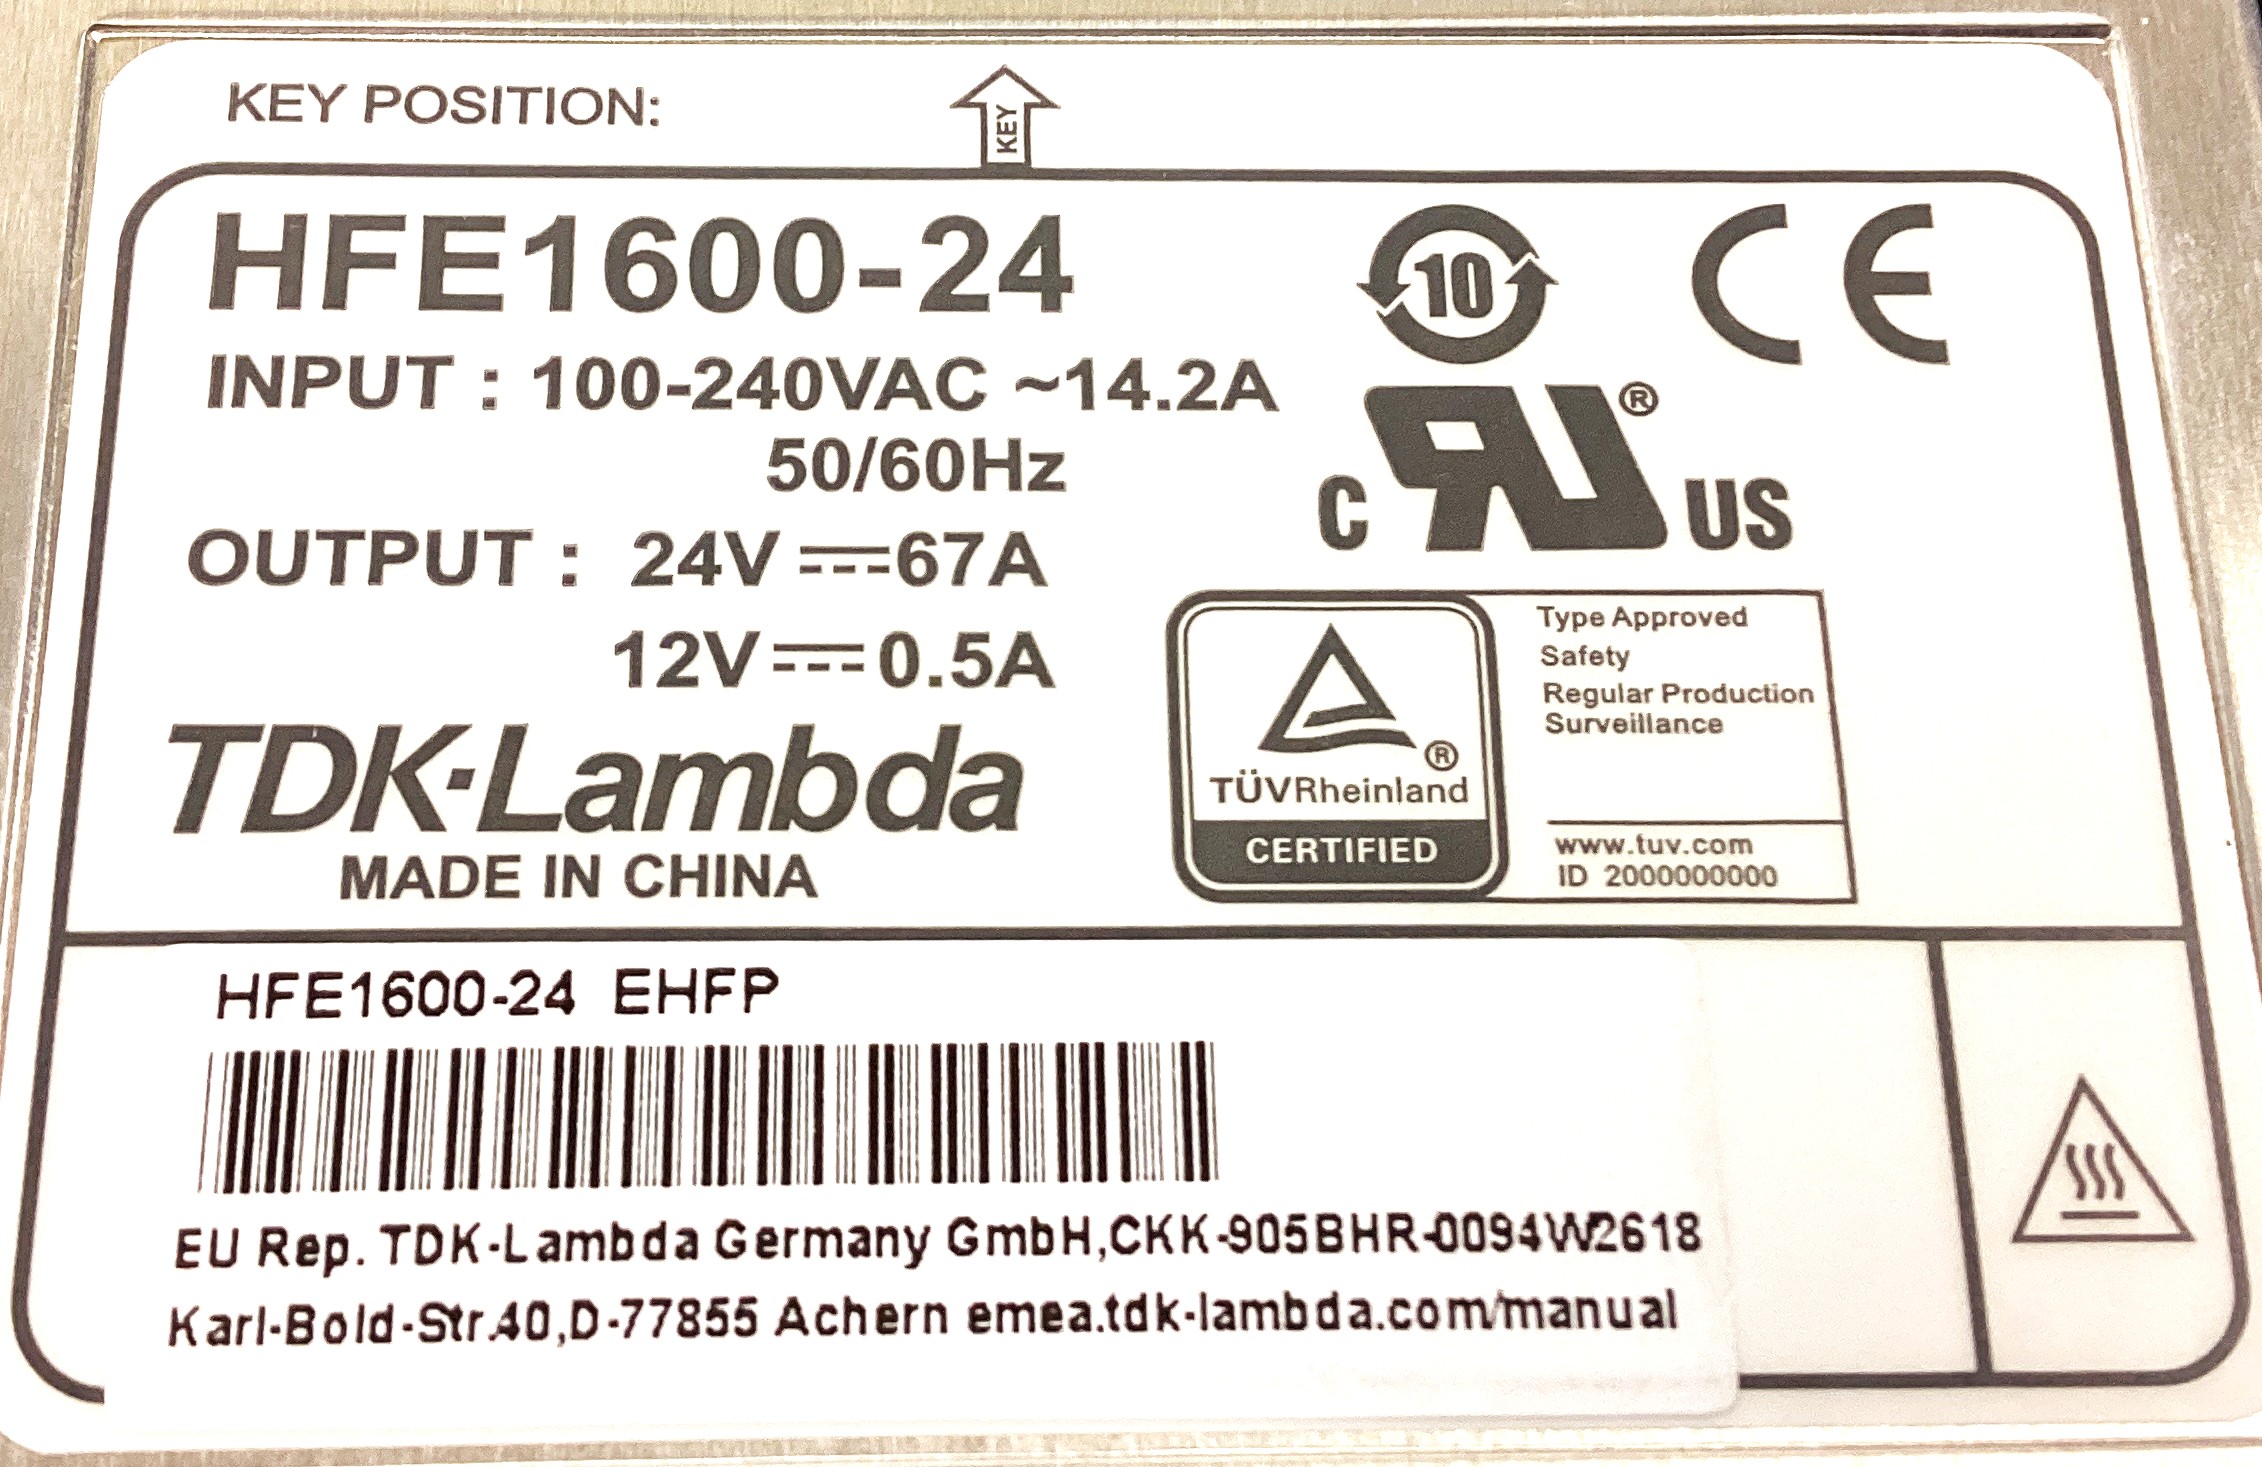 KEY POSITION:
KEY
HFE1600-24
10
CE
INPUT : 100-240VAC ~14.2A
50/60Hz
C RU ® US
OUTPUT : 24V 67A
12V 0.5A
TDK-Lambda
MADE IN CHINA
®
TÜVRheinland
CERTIFIED
Type Approved
Safety
Regular Production
Surveillance
www.tuv.com
ID 2000000000
HFE1600-24 EHFP
EU Rep. TDK-Lambda Germany GmbH,CKK-905BHR-0094W2618
Karl-Bold-Str.40,D-77855 Achern emea.tdk-lambda.com/manual